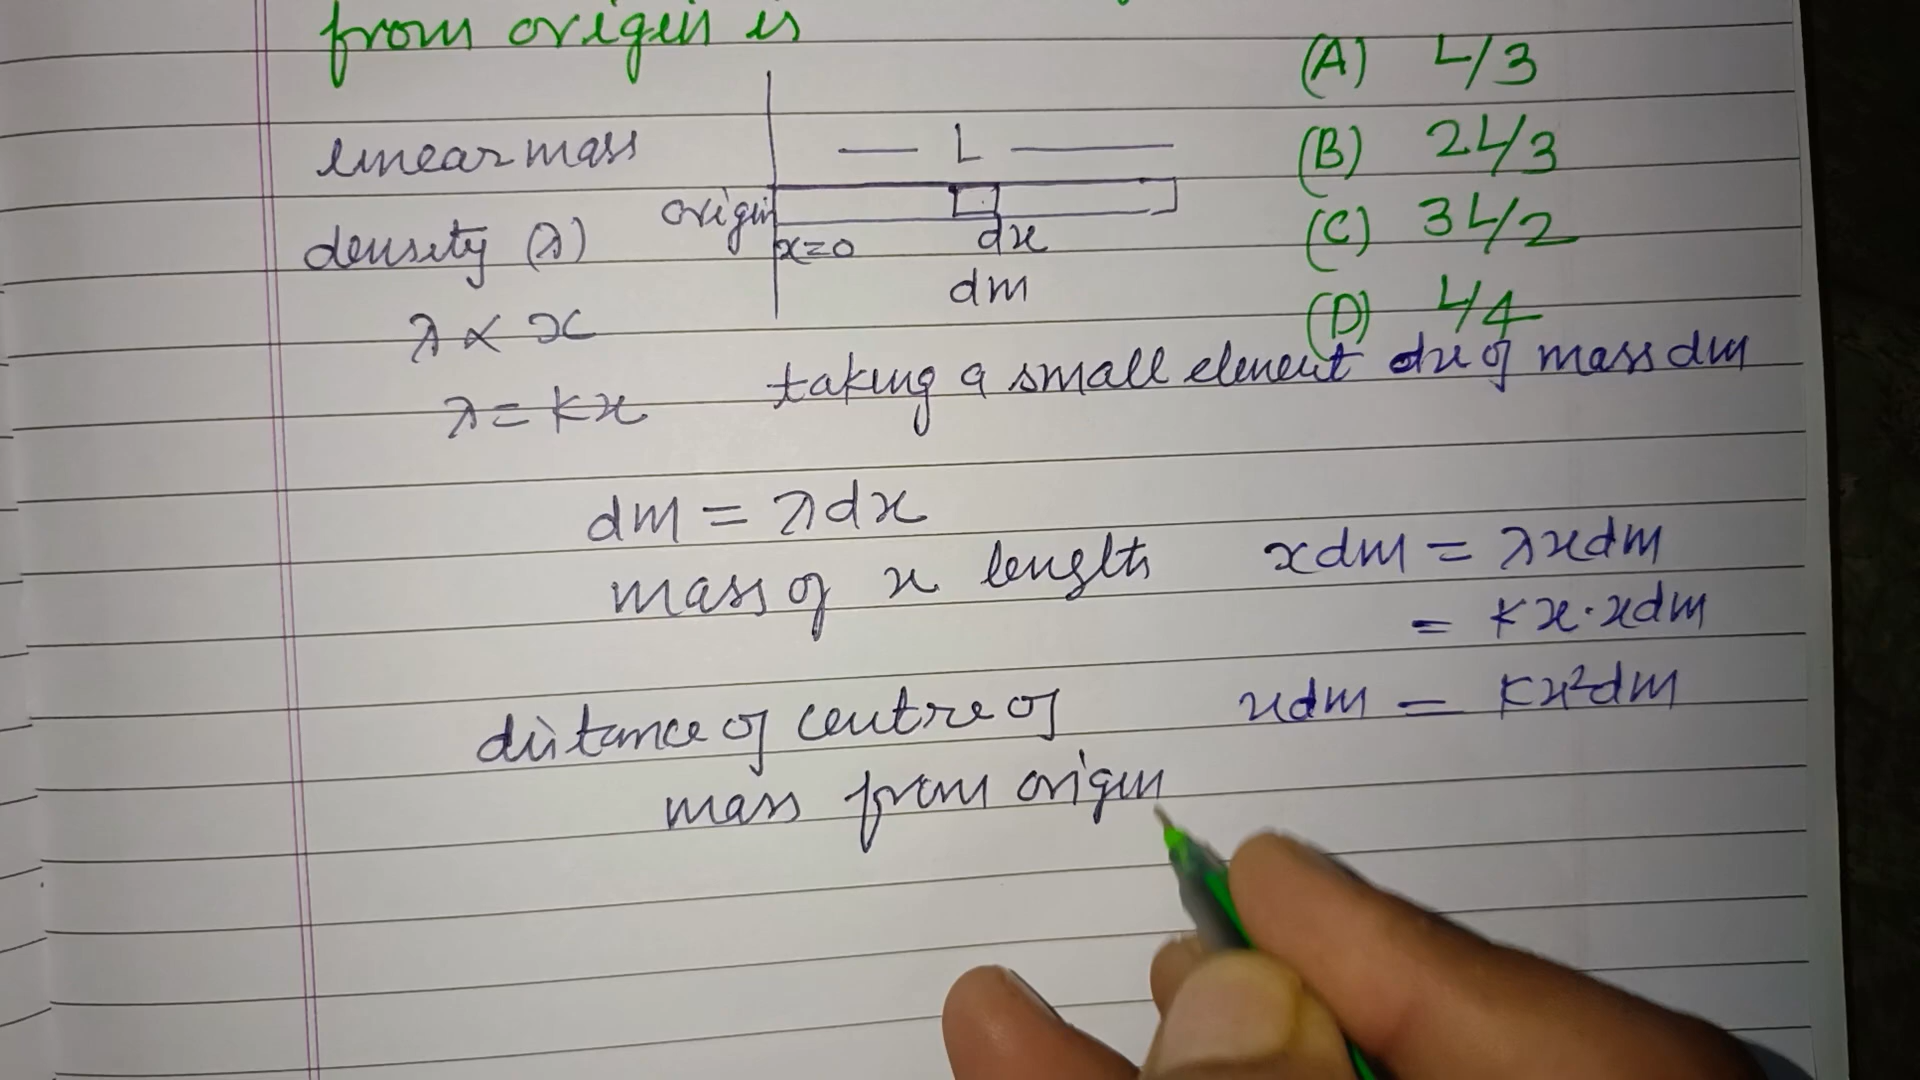 from origin is
(A) L/3
(B) 2L/3
(C) 3L/2
(D) L/4
linear mass
density (λ)
λ ∝ x
λ = kx
L
origin
x=0
dx
dm
taking a small element dx of mass dm
dm = λdx
mass of x length
xdm = λxdm
= kx·xdm
xdm = kx²dm
distance of centre of
mass from origin